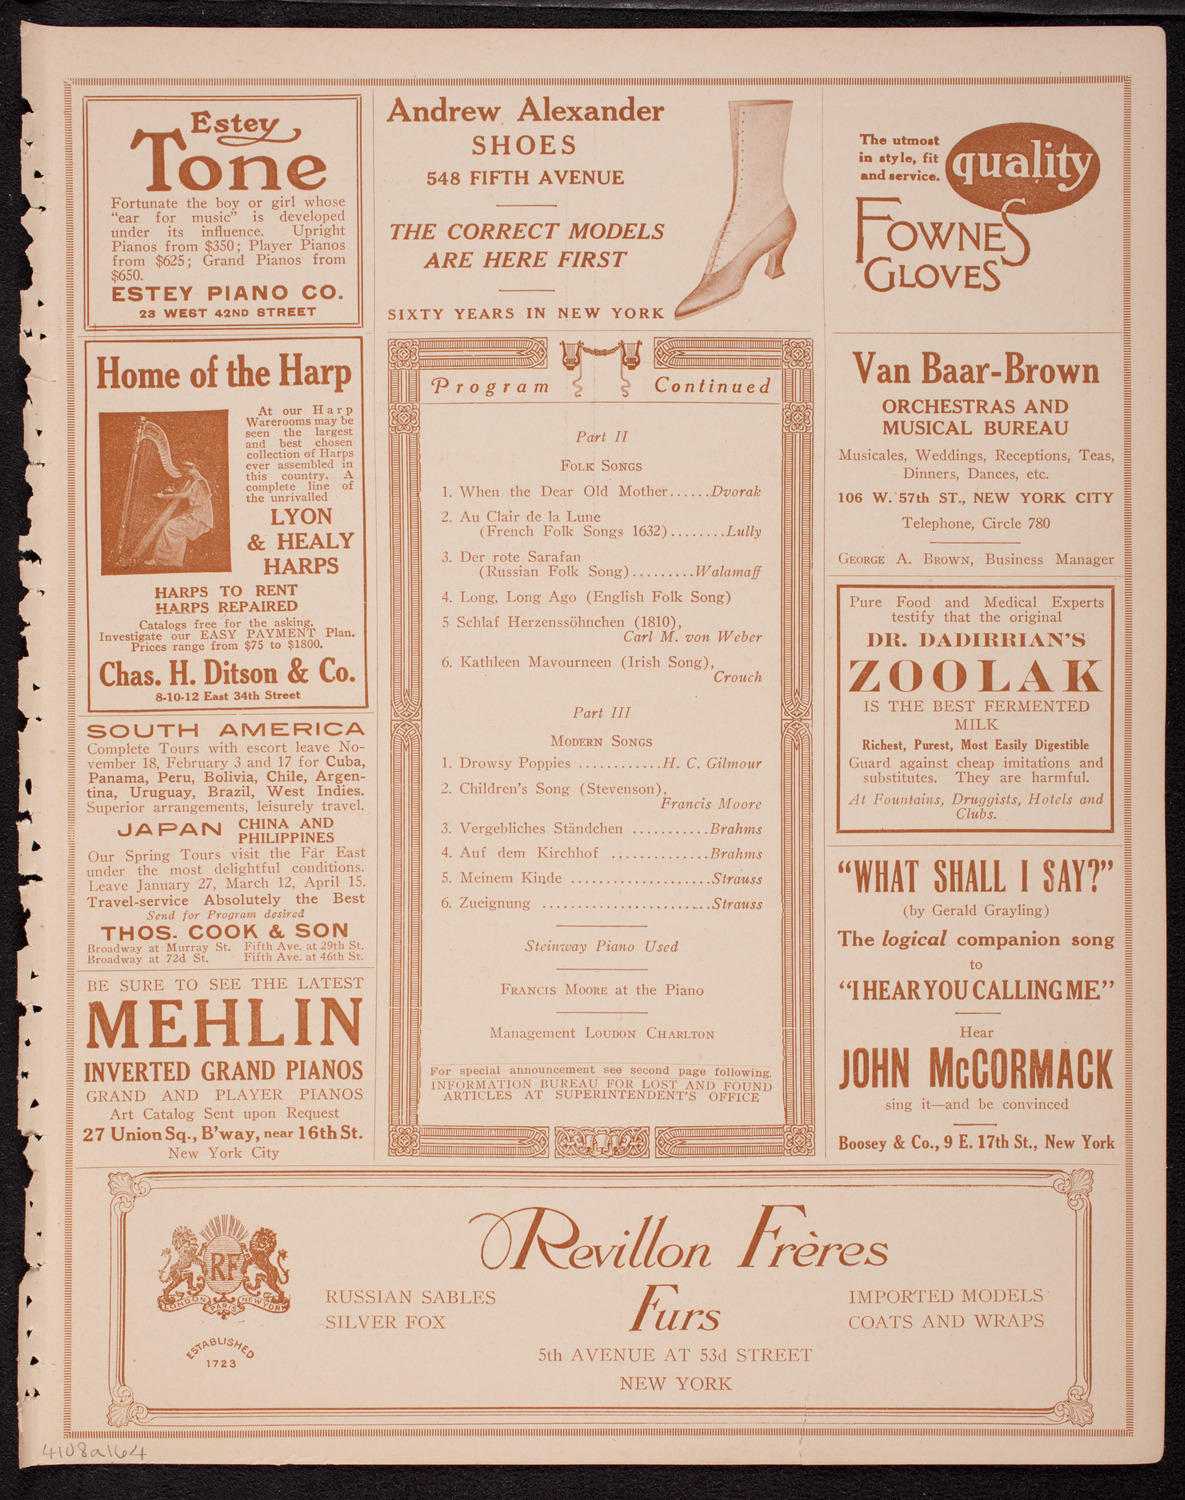 Estey
Tone
Fortunate the boy or girl whose
"ear for music" is developed
under its influence. Upright
Pianos from $350; Player Pianos
from $625; Grand Pianos from
$650.
ESTEY PIANO CO.
23 WEST 42ND STREET
Andrew Alexander
SHOES
548 FIFTH AVENUE
THE CORRECT MODELS
ARE HERE FIRST
SIXTY YEARS IN NEW YORK
The utmost
in style, fit
and service.
quality
FOWNES
GLOVES
Home of the Harp
At our Harp
Warerooms may be
seen the largest
and best chosen
collection of Harps
ever assembled in
this country. A
complete line of
the unrivalled
LYON
& HEALY
HARPS
HARPS TO RENT
HARPS REPAIRED
Catalogs free for the asking.
Investigate our EASY PAYMENT Plan.
Prices range from $75 to $1800.
Chas. H. Ditson & Co.
8-10-12 East 34th Street
SOUTH AMERICA
Complete Tours with escort leave No-
vember 18, February 3 and 17 for Cuba,
Panama, Peru, Bolivia, Chile, Argen-
tina, Uruguay, Brazil, West Indies.
Superior arrangements, leisurely travel.
JAPAN CHINA AND
PHILIPPINES
Our Spring Tours visit the Far East
under the most delightful conditions.
Leave January 27, March 12, April 15.
Travel-service Absolutely the Best
Send for Program desired
THOS. COOK & SON
Broadway at Murray St. Fifth Ave. at 29th St.
Broadway at 72d St. Fifth Ave. at 46th St.
BE SURE TO SEE THE LATEST
MEHLIN
INVERTED GRAND PIANOS
GRAND AND PLAYER PIANOS
Art Catalog Sent upon Request
27 Union Sq., B'way, near 16th St.
New York City
Program Continued
Part II
FOLK SONGS
1. When the Dear Old Mother......Dvorak
2. Au Clair de la Lune
(French Folk Songs 1632)........Lully
3. Der rote Sarafan
(Russian Folk Song).........Walamaff
4. Long, Long Ago (English Folk Song)
5 Schlaf Herzenssöhnchen (1810),
Carl M. von Weber
6. Kathleen Mavourneen (Irish Song),
Crouch
Part III
MODERN SONGS
1. Drowsy Poppies ............H. C. Gilmour
2. Children's Song (Stevenson),
Francis Moore
3. Vergebliches Ständchen ...........Brahms
4. Auf dem Kirchhof .............Brahms
5. Meinem Kinde ....................Strauss
6. Zueignung ........................Strauss
Steinway Piano Used
FRANCIS MOORE at the Piano
Management LOUDON CHARLTON
For special announcement see second page following.
INFORMATION BUREAU FOR LOST AND FOUND
ARTICLES AT SUPERINTENDENT'S OFFICE
Van Baar-Brown
ORCHESTRAS AND
MUSICAL BUREAU
Musicales, Weddings, Receptions, Teas,
Dinners, Dances, etc.
106 W. 57th ST., NEW YORK CITY
Telephone, Circle 780
GEORGE A. BROWN, Business Manager
Pure Food and Medical Experts
testify that the original
DR. DADIRRIAN'S
ZOOLAK
IS THE BEST FERMENTED
MILK
Richest, Purest, Most Easily Digestible
Guard against cheap imitations and
substitutes. They are harmful.
At Fountains, Druggists, Hotels and
Clubs.
"WHAT SHALL I SAY?"
(by Gerald Grayling)
The logical companion song
to
"I HEAR YOU CALLING ME"
Hear
JOHN McCORMACK
sing it—and be convinced
Boosey & Co., 9 E. 17th St., New York
RF
LONDON PARIS NEW YORK
ESTABLISHED
1723
Revillon Frères
Furs
RUSSIAN SABLES
SILVER FOX
IMPORTED MODELS
COATS AND WRAPS
5th AVENUE AT 53d STREET
NEW YORK
4108a164